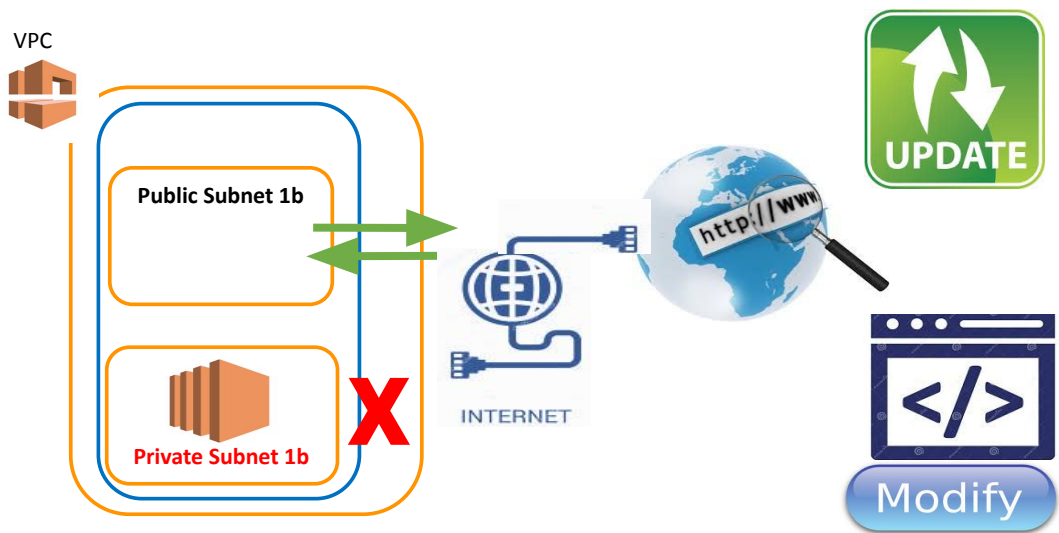 VPC
Public Subnet 1b
Private Subnet 1b
INTERNET
http://www.
UPDATE
</>
Modify